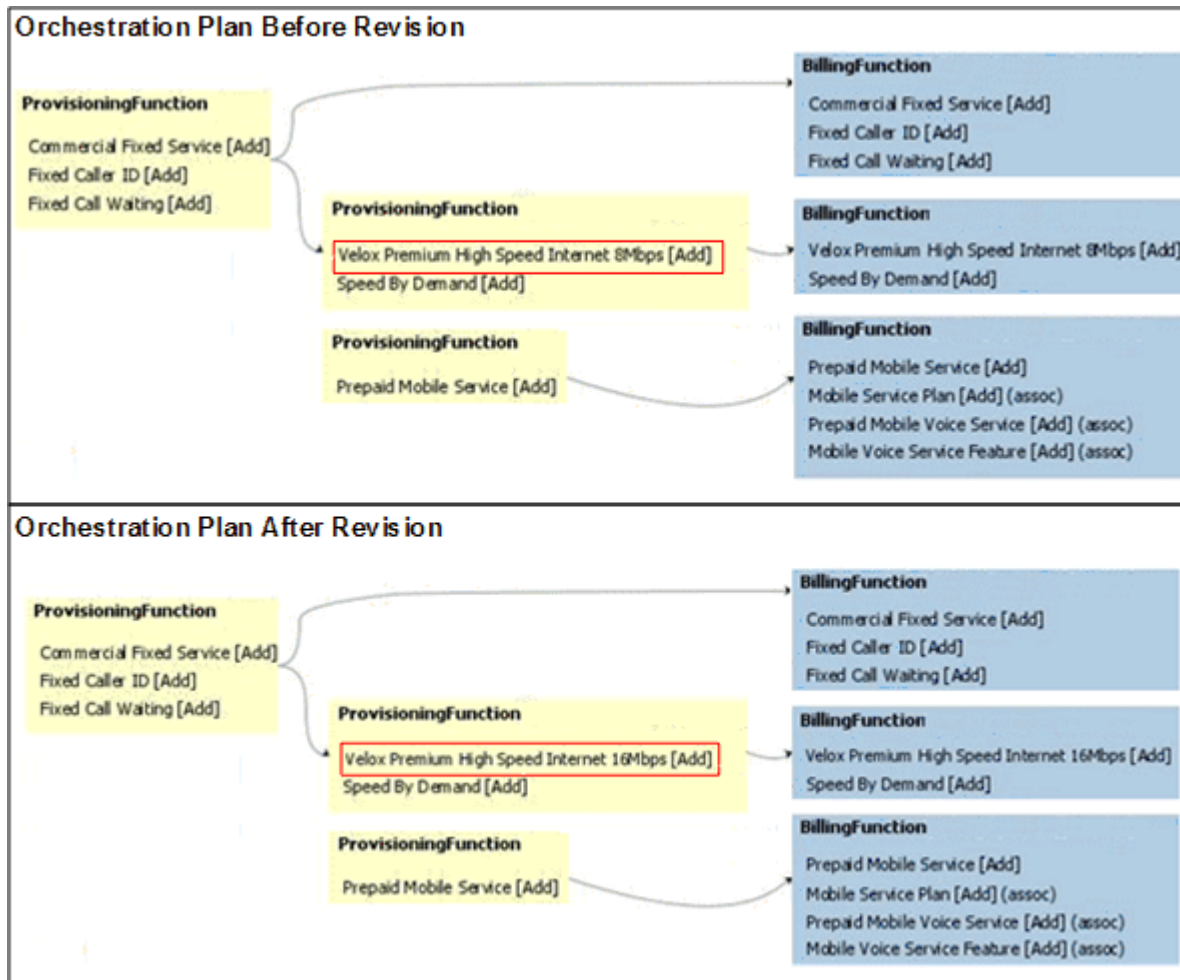 Orchestration Plan Before Revision
ProvisioningFunction
Commercial Fixed Service [Add]
Fixed Caller ID [Add]
Fixed Call Waiting [Add]
BillingFunction
Commercial Fixed Service [Add]
Fixed Caller ID [Add]
Fixed Call Waiting [Add]
ProvisioningFunction
Velox Premium High Speed Internet 8Mbps [Add]
Speed By Demand [Add]
BillingFunction
Velox Premium High Speed Internet 8Mbps [Add]
Speed By Demand [Add]
ProvisioningFunction
Prepaid Mobile Service [Add]
BillingFunction
Prepaid Mobile Service [Add]
Mobile Service Plan [Add] (assoc)
Prepaid Mobile Voice Service [Add] (assoc)
Mobile Voice Service Feature [Add] (assoc)
Orchestration Plan After Revision
ProvisioningFunction
Commercial Fixed Service [Add]
Fixed Caller ID [Add]
Fixed Call Waiting [Add]
BillingFunction
Commercial Fixed Service [Add]
Fixed Caller ID [Add]
Fixed Call Waiting [Add]
ProvisioningFunction
Velox Premium High Speed Internet 16Mbps [Add]
Speed By Demand [Add]
BillingFunction
Velox Premium High Speed Internet 16Mbps [Add]
Speed By Demand [Add]
ProvisioningFunction
Prepaid Mobile Service [Add]
BillingFunction
Prepaid Mobile Service [Add]
Mobile Service Plan [Add] (assoc)
Prepaid Mobile Voice Service [Add] (assoc)
Mobile Voice Service Feature [Add] (assoc)